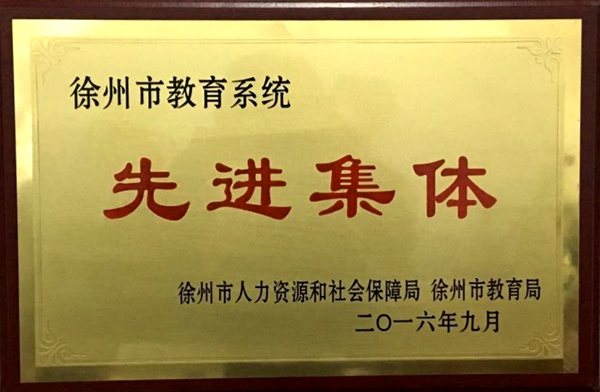 徐州市教育系统
先进集体
徐州市人力资源和社会保障局 徐州市教育局
二〇一六年九月